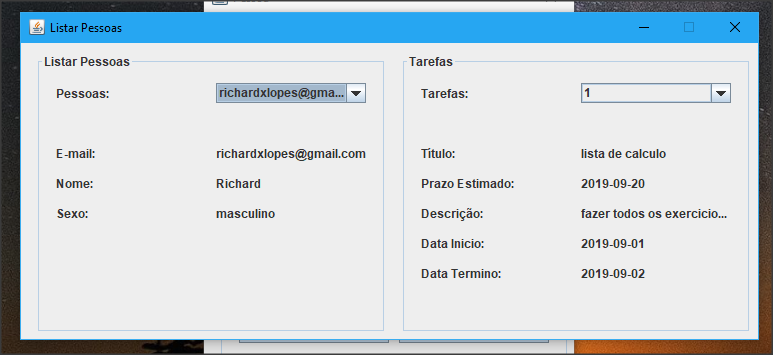 Listar Pessoas
Listar Pessoas
Pessoas: richardxlopes@gma...
E-mail: richardxlopes@gmail.com
Nome: Richard
Sexo: masculino
Tarefas
Tarefas: 1
Título: lista de calculo
Prazo Estimado: 2019-09-20
Descrição: fazer todos os exercicio...
Data Inicio: 2019-09-01
Data Termino: 2019-09-02